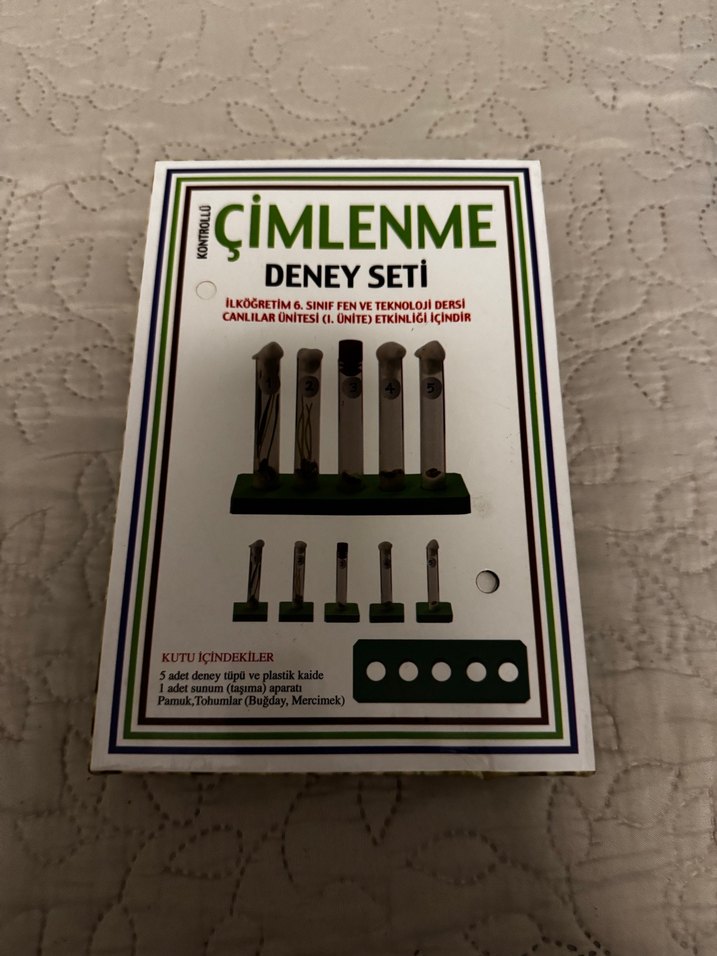 KONTROLLÜ
ÇİMLENME
DENEY SETİ
İLKÖĞRETİM 6. SINIF FEN VE TEKNOLOJİ DERSİ
CANLILAR ÜNİTESİ (1. ÜNİTE) ETKİNLİĞİ İÇİNDİR
1 2 3 4 5
KUTU İÇİNDEKİLER
5 adet deney tüpü ve plastik kaide
1 adet sunum (taşıma) aparatı
Pamuk,Tohumlar (Buğday, Mercimek)